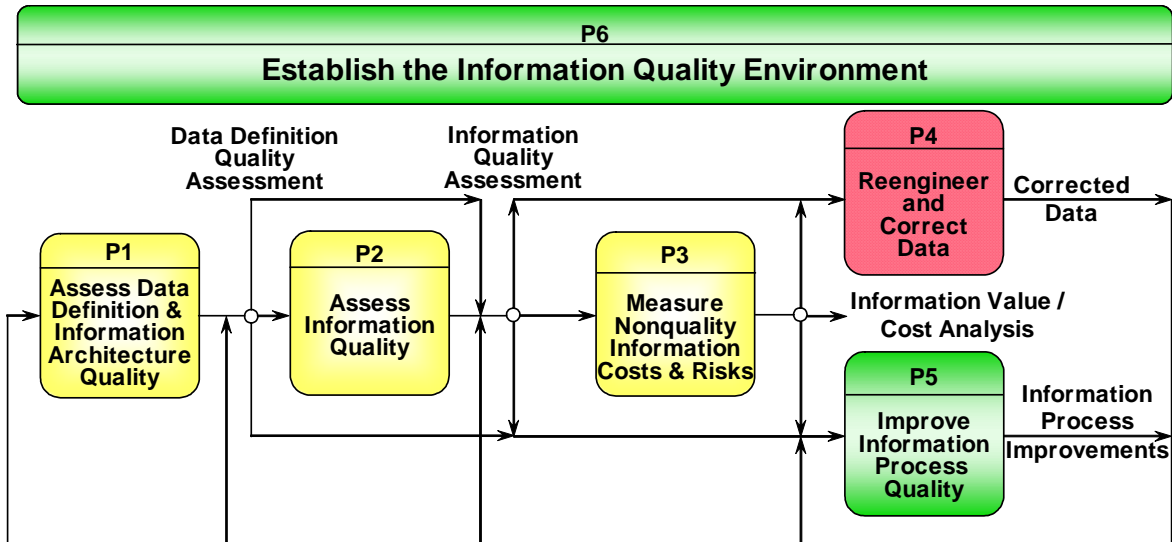 P6
Establish the Information Quality Environment
Data Definition
Quality
Assessment
Information
Quality
Assessment
P4
Reengineer
and
Correct
Data
Corrected
Data
P1
Assess Data
Definition &
Information
Architecture
Quality
P2
Assess
Information
Quality
P3
Measure
Nonquality
Information
Costs & Risks
Information Value /
Cost Analysis
P5
Improve
Information
Process
Quality
Information
Process
Improvements